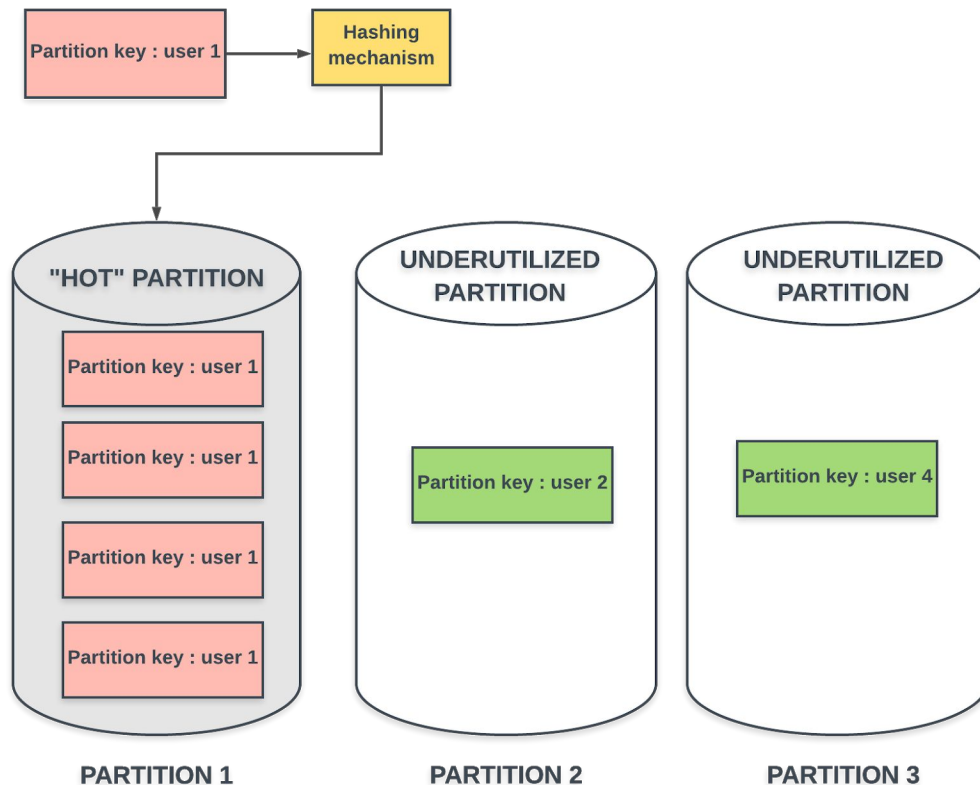 Partition key : user 1
Hashing
mechanism
"HOT" PARTITION
Partition key : user 1
Partition key : user 1
Partition key : user 1
Partition key : user 1
PARTITION 1
UNDERUTILIZED
PARTITION
Partition key : user 2
PARTITION 2
UNDERUTILIZED
PARTITION
Partition key : user 4
PARTITION 3